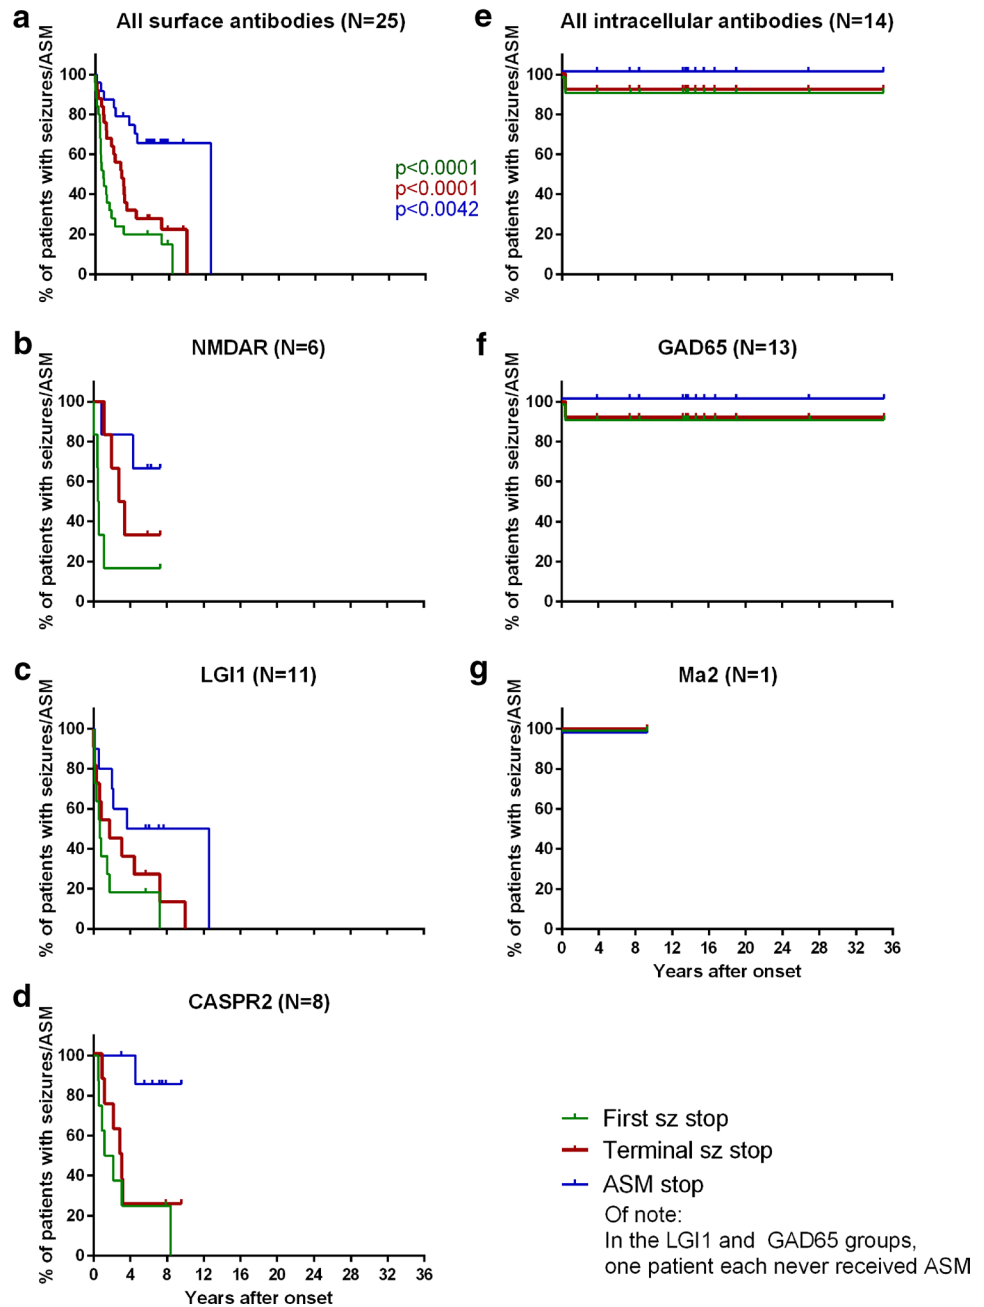 a
All surface antibodies (N=25)
% of patients with seizures/ASM
100
80
60
40
20
0
p<0.0001
p<0.0001
p<0.0042
b
NMDAR (N=6)
% of patients with seizures/ASM
100
80
60
40
20
0
c
LGI1 (N=11)
% of patients with seizures/ASM
100
80
60
40
20
0
d
CASPR2 (N=8)
% of patients with seizures/ASM
100
80
60
40
20
0
0 4 8 12 16 20 24 28 32 36
Years after onset
e
All intracellular antibodies (N=14)
% of patients with seizures/ASM
100
80
60
40
20
0
f
GAD65 (N=13)
% of patients with seizures/ASM
100
80
60
40
20
0
g
Ma2 (N=1)
% of patients with seizures/ASM
100
80
60
40
20
0
0 4 8 12 16 20 24 28 32 36
Years after onset
First sz stop
Terminal sz stop
ASM stop
Of note:
In the LGI1 and GAD65 groups,
one patient each never received ASM